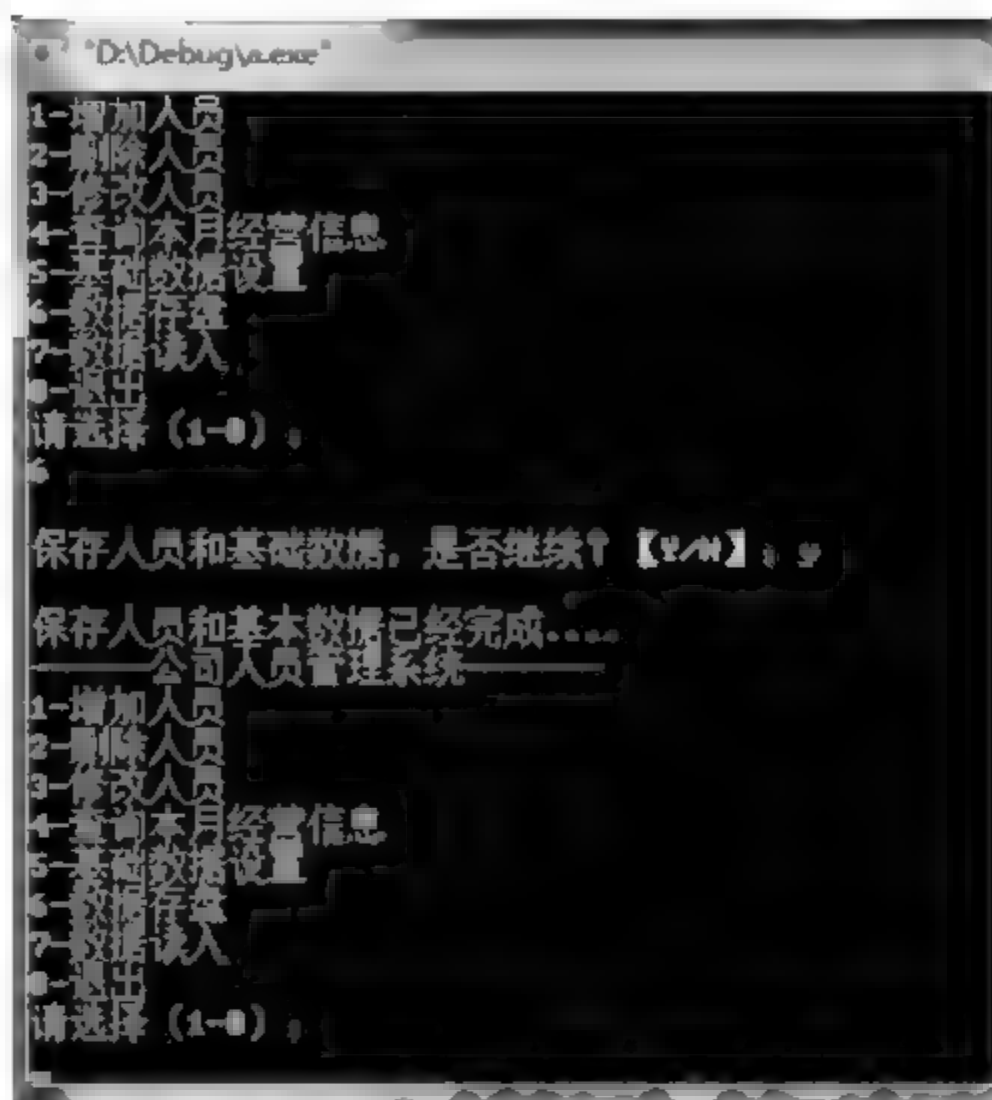 "D:\Debug\a.exe"
1-增加人员
2-删除人员
3-修改人员
4-查询本月经营信息
5-基础数据设置
6-数据存盘
7-数据读入
0-退出
请选择（1-0）：
6
保存人员和基础数据，是否继续？【Y/N】：y
保存人员和基本数据已经完成....
————公司人员管理系统————
1-增加人员
2-删除人员
3-修改人员
4-查询本月经营信息
5-基础数据设置
6-数据存盘
7-数据读入
0-退出
请选择（1-0）：